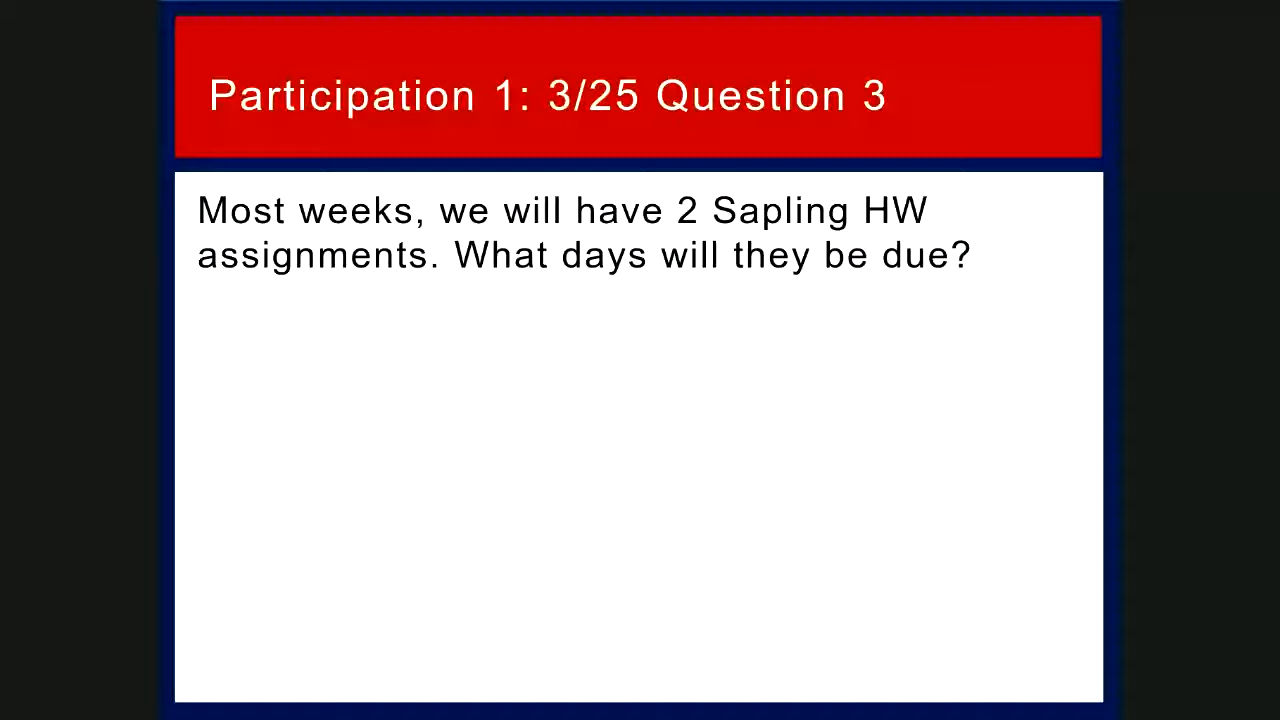 Participation 1: 3/25 Question 3
Most weeks, we will have 2 Sapling HW
assignments. What days will they be due?